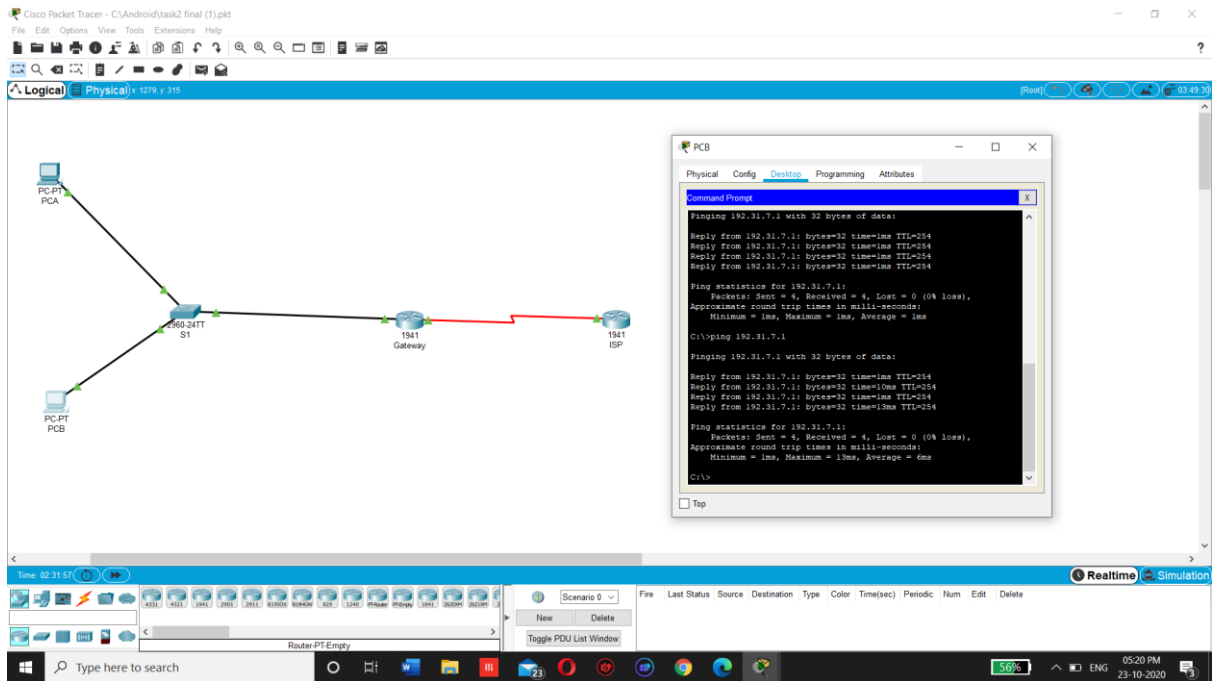 Cisco Packet Tracer - C:\Android\task2 final (1).pkt
File Edit Options View Tools Extensions Help
?
Logical Physical x: 1279, y: 315 [Root] 03:49:30
PC-PT
PCA
2960-24TT
S1
1941
Gateway
1941
ISP
PC-PT
PCB
PCB
Physical Config Desktop Programming Attributes
Command Prompt X
Pinging 192.31.7.1 with 32 bytes of data:
Reply from 192.31.7.1: bytes=32 time=1ms TTL=254
Reply from 192.31.7.1: bytes=32 time=1ms TTL=254
Reply from 192.31.7.1: bytes=32 time=1ms TTL=254
Reply from 192.31.7.1: bytes=32 time=1ms TTL=254
Ping statistics for 192.31.7.1:
Packets: Sent = 4, Received = 4, Lost = 0 (0% loss),
Approximate round trip times in milli-seconds:
Minimum = 1ms, Maximum = 1ms, Average = 1ms
C:\>ping 192.31.7.1
Pinging 192.31.7.1 with 32 bytes of data:
Reply from 192.31.7.1: bytes=32 time=1ms TTL=254
Reply from 192.31.7.1: bytes=32 time=10ms TTL=254
Reply from 192.31.7.1: bytes=32 time=1ms TTL=254
Reply from 192.31.7.1: bytes=32 time=13ms TTL=254
Ping statistics for 192.31.7.1:
Packets: Sent = 4, Received = 4, Lost = 0 (0% loss),
Approximate round trip times in milli-seconds:
Minimum = 1ms, Maximum = 13ms, Average = 6ms
C:\>
Top
Time: 02:31:57 Realtime Simulation
4331 4321 1941 2901 2911 819IOX 819HGW 829 1240 PT-Router PT-Empty 1841 2620XM 2621XM
Scenario 0
New Delete
Toggle PDU List Window
Fire Last Status Source Destination Type Color Time(sec) Periodic Num Edit Delete
Router-PT-Empty
Type here to search
23
56%
ENG
05:20 PM
23-10-2020
3